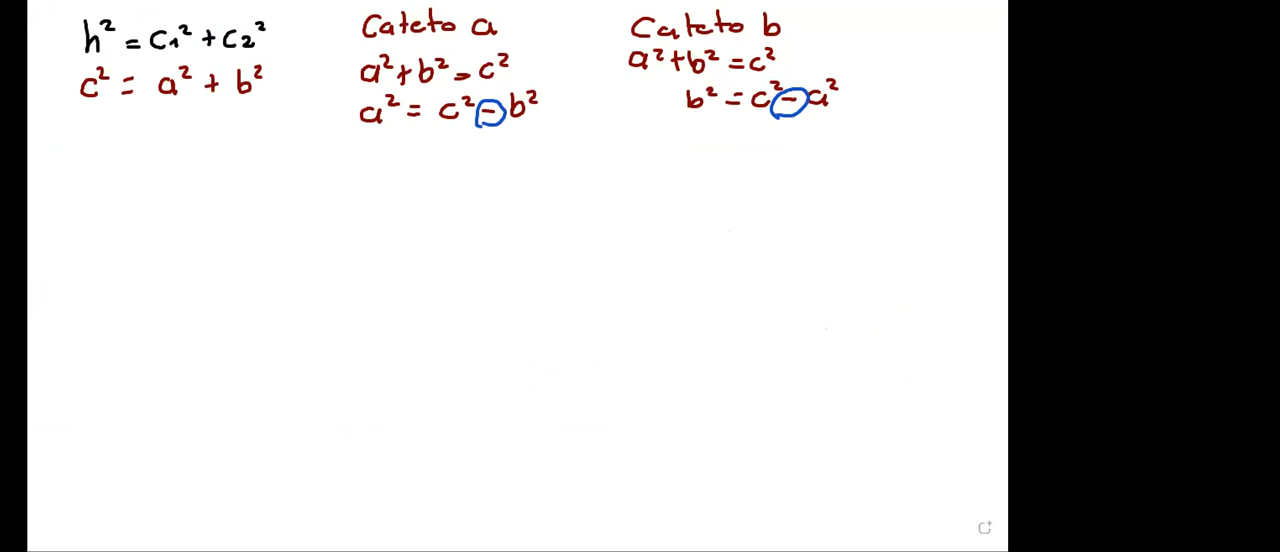 h² = c₁² + c₂²
c² = a² + b²
Cateto a
a² + b² = c²
a² = c² - b²
Cateto b
a² + b² = c²
b² = c² - a²